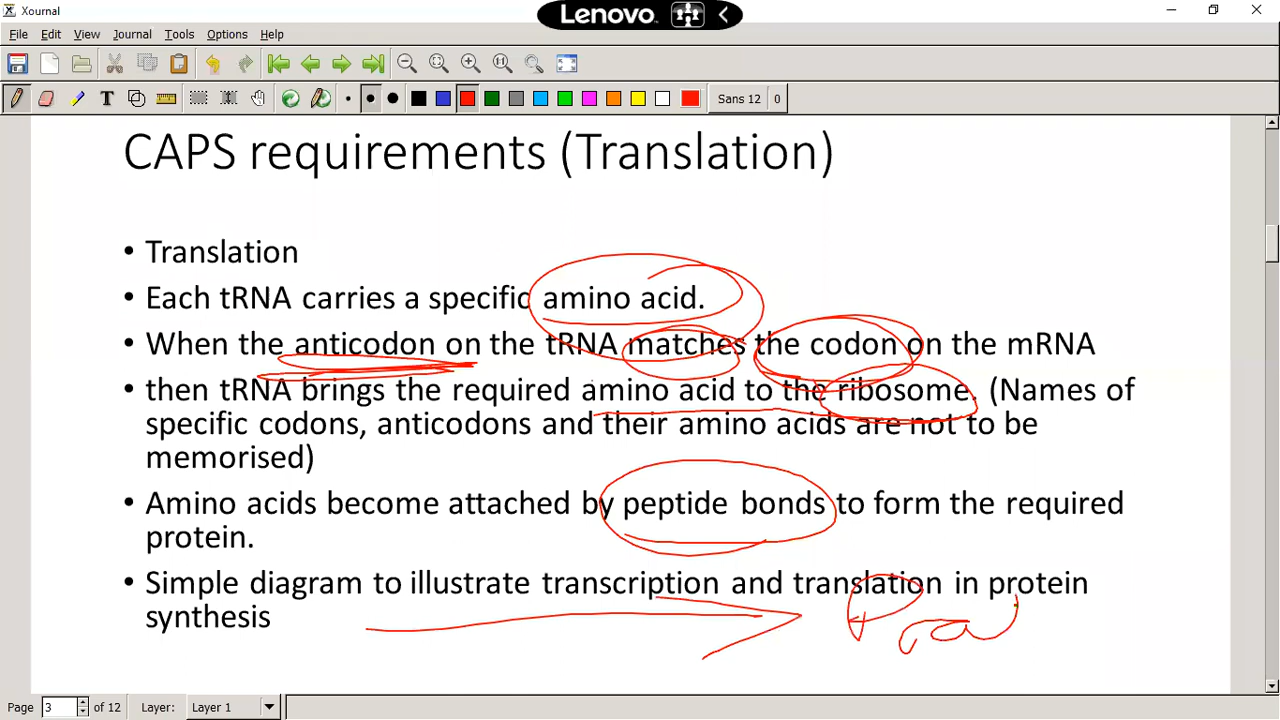 Xournal
Lenovo
File Edit View Journal Tools Options Help
Sans 12 0
CAPS requirements (Translation)
• Translation
• Each tRNA carries a specific amino acid.
• When the anticodon on the tRNA matches the codon on the mRNA
• then tRNA brings the required amino acid to the ribosome. (Names of
specific codons, anticodons and their amino acids are not to be
memorised)
• Amino acids become attached by peptide bonds to form the required
protein.
• Simple diagram to illustrate transcription and translation in protein
synthesis
Page 3 of 12 Layer: Layer 1